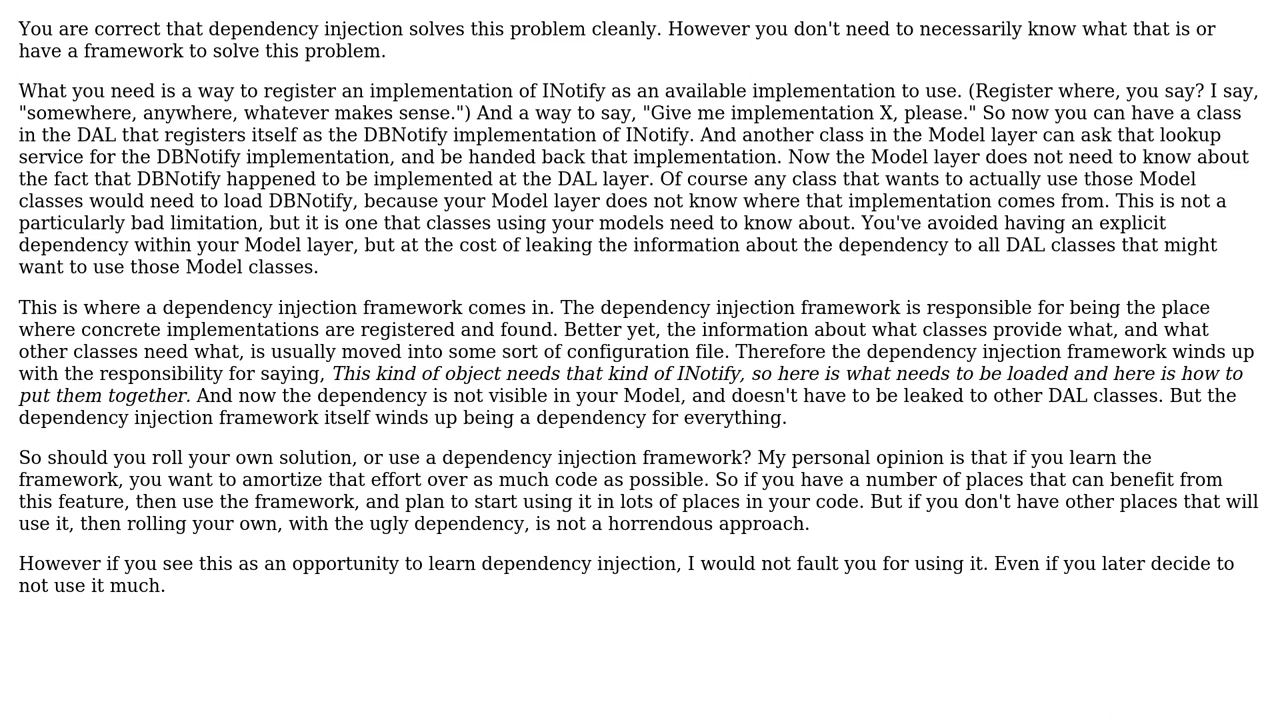 You are correct that dependency injection solves this problem cleanly. However you don't need to necessarily know what that is or
have a framework to solve this problem.
What you need is a way to register an implementation of INotify as an available implementation to use. (Register where, you say? I say,
"somewhere, anywhere, whatever makes sense.") And a way to say, "Give me implementation X, please." So now you can have a class
in the DAL that registers itself as the DBNotify implementation of INotify. And another class in the Model layer can ask that lookup
service for the DBNotify implementation, and be handed back that implementation. Now the Model layer does not need to know about
the fact that DBNotify happened to be implemented at the DAL layer. Of course any class that wants to actually use those Model
classes would need to load DBNotify, because your Model layer does not know where that implementation comes from. This is not a
particularly bad limitation, but it is one that classes using your models need to know about. You've avoided having an explicit
dependency within your Model layer, but at the cost of leaking the information about the dependency to all DAL classes that might
want to use those Model classes.
This is where a dependency injection framework comes in. The dependency injection framework is responsible for being the place
where concrete implementations are registered and found. Better yet, the information about what classes provide what, and what
other classes need what, is usually moved into some sort of configuration file. Therefore the dependency injection framework winds up
with the responsibility for saying, This kind of object needs that kind of INotify, so here is what needs to be loaded and here is how to
put them together. And now the dependency is not visible in your Model, and doesn't have to be leaked to other DAL classes. But the
dependency injection framework itself winds up being a dependency for everything.
So should you roll your own solution, or use a dependency injection framework? My personal opinion is that if you learn the
framework, you want to amortize that effort over as much code as possible. So if you have a number of places that can benefit from
this feature, then use the framework, and plan to start using it in lots of places in your code. But if you don't have other places that will
use it, then rolling your own, with the ugly dependency, is not a horrendous approach.
However if you see this as an opportunity to learn dependency injection, I would not fault you for using it. Even if you later decide to
not use it much.